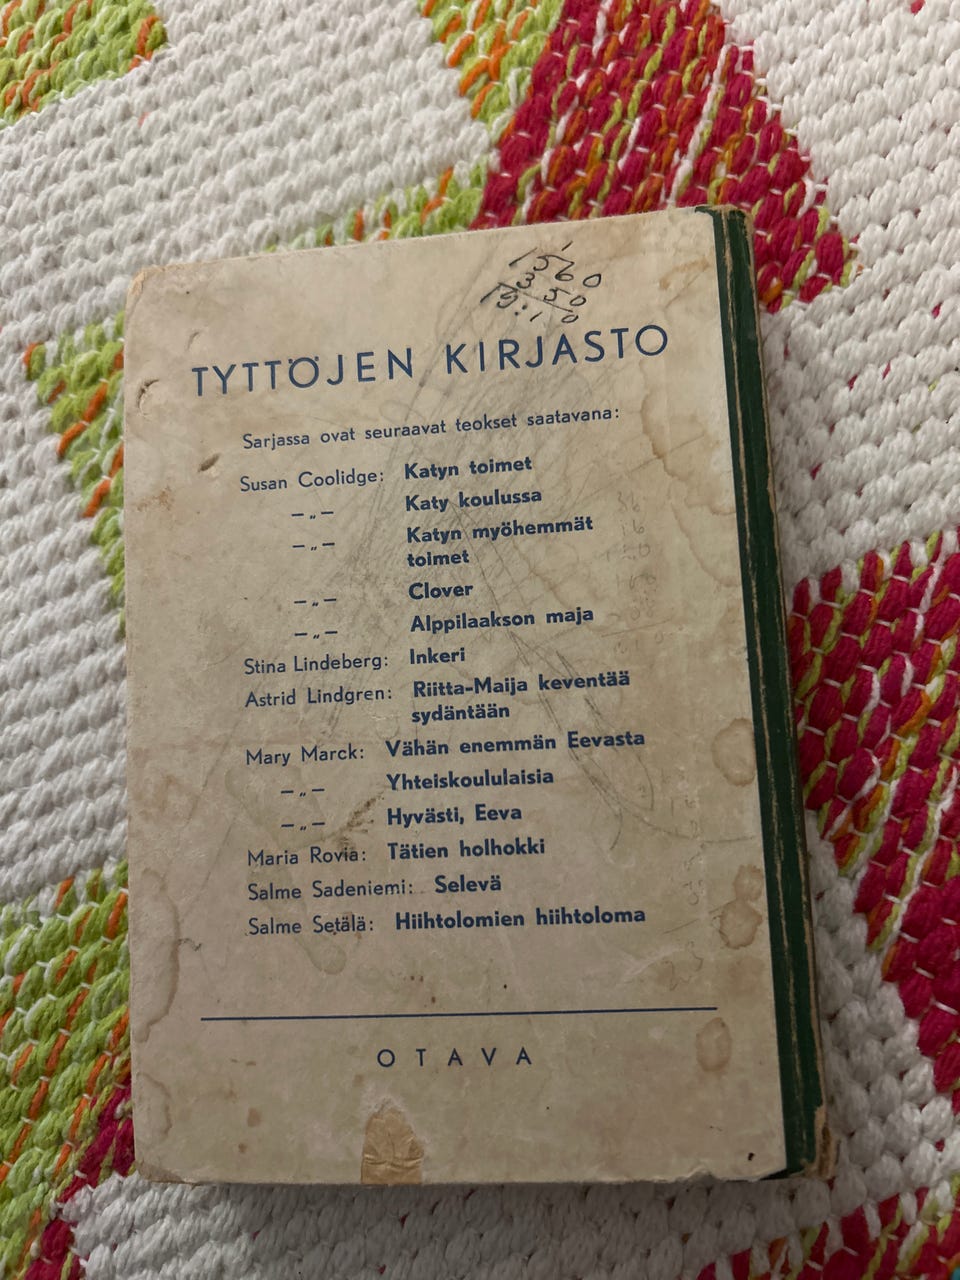 TYTTÖJEN KIRJASTO
Sarjassa ovat seuraavat teokset saatavana:
Susan Coolidge: Katyn toimet
— „ — Katy koulussa
— „ — Katyn myöhemmät
toimet
— „ — Clover
— „ — Alppilaakson maja
Stina Lindeberg: Inkeri
Astrid Lindgren: Riitta-Maija keventää
sydäntään
Mary Marck: Vähän enemmän Eevasta
— „ — Yhteiskoululaisia
— „ — Hyvästi, Eeva
Maria Rovia: Tätien holhokki
Salme Sadeniemi: Selevä
Salme Setälä: Hiihtolomien hiihtoloma
OTAVA